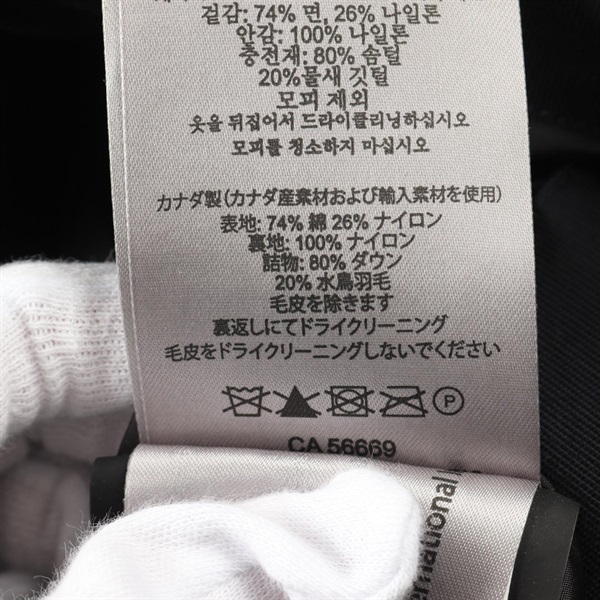 겉감: 74% 면, 26% 나일론
안감: 100% 나일론
충전재: 80% 솜털
20%물새 깃털
모피 제외
옷을 뒤집어서 드라이클리닝하십시오
모피를 청소하지 마십시오
カナダ製（カナダ産素材および輸入素材を使用）
表地: 74% 綿 26% ナイロン
裏地: 100% ナイロン
詰物: 80% ダウン
20% 水鳥羽毛
毛皮を除きます
裏返しにてドライクリーニング
毛皮をドライクリーニングしないでください
P
CA 56669
ernational